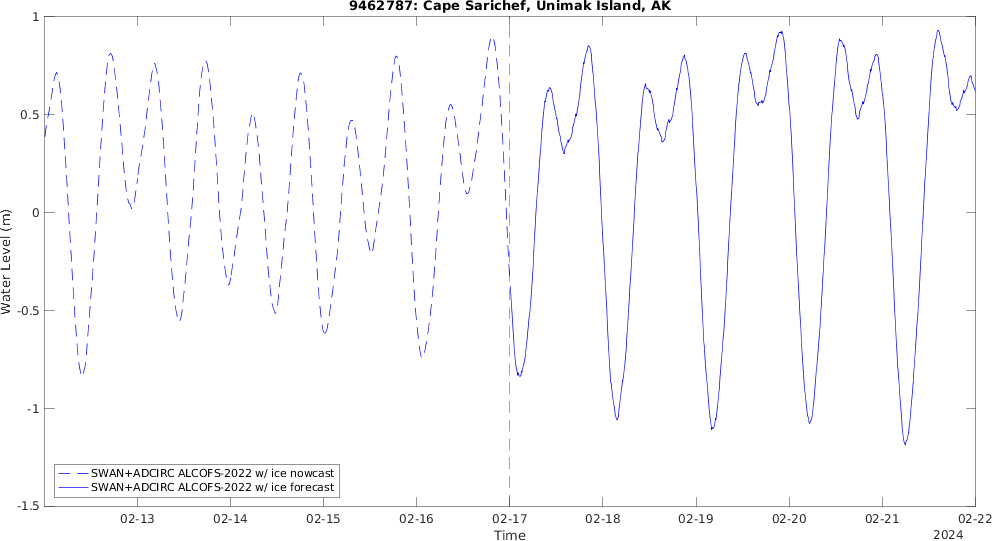 9462787: Cape Sarichef, Unimak Island, AK
1
0.5
0
-0.5
-1
-1.5
Water Level (m)
SWAN+ADCIRC ALCOFS-2022 w/ ice nowcast
SWAN+ADCIRC ALCOFS-2022 w/ ice forecast
02-13 02-14 02-15 02-16 02-17 02-18 02-19 02-20 02-21 02-22
Time
2024